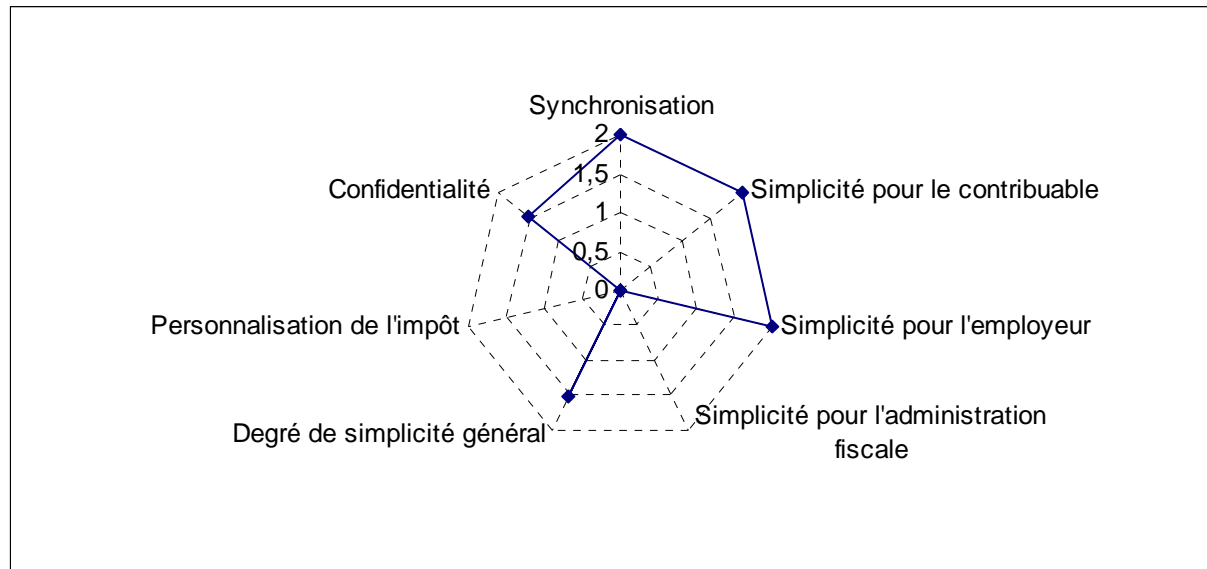 Synchronisation
2
1,5
1
0,5
0
Confidentialité
Simplicité pour le contribuable
Personnalisation de l'impôt
Simplicité pour l'employeur
Degré de simplicité général
Simplicité pour l'administration
fiscale